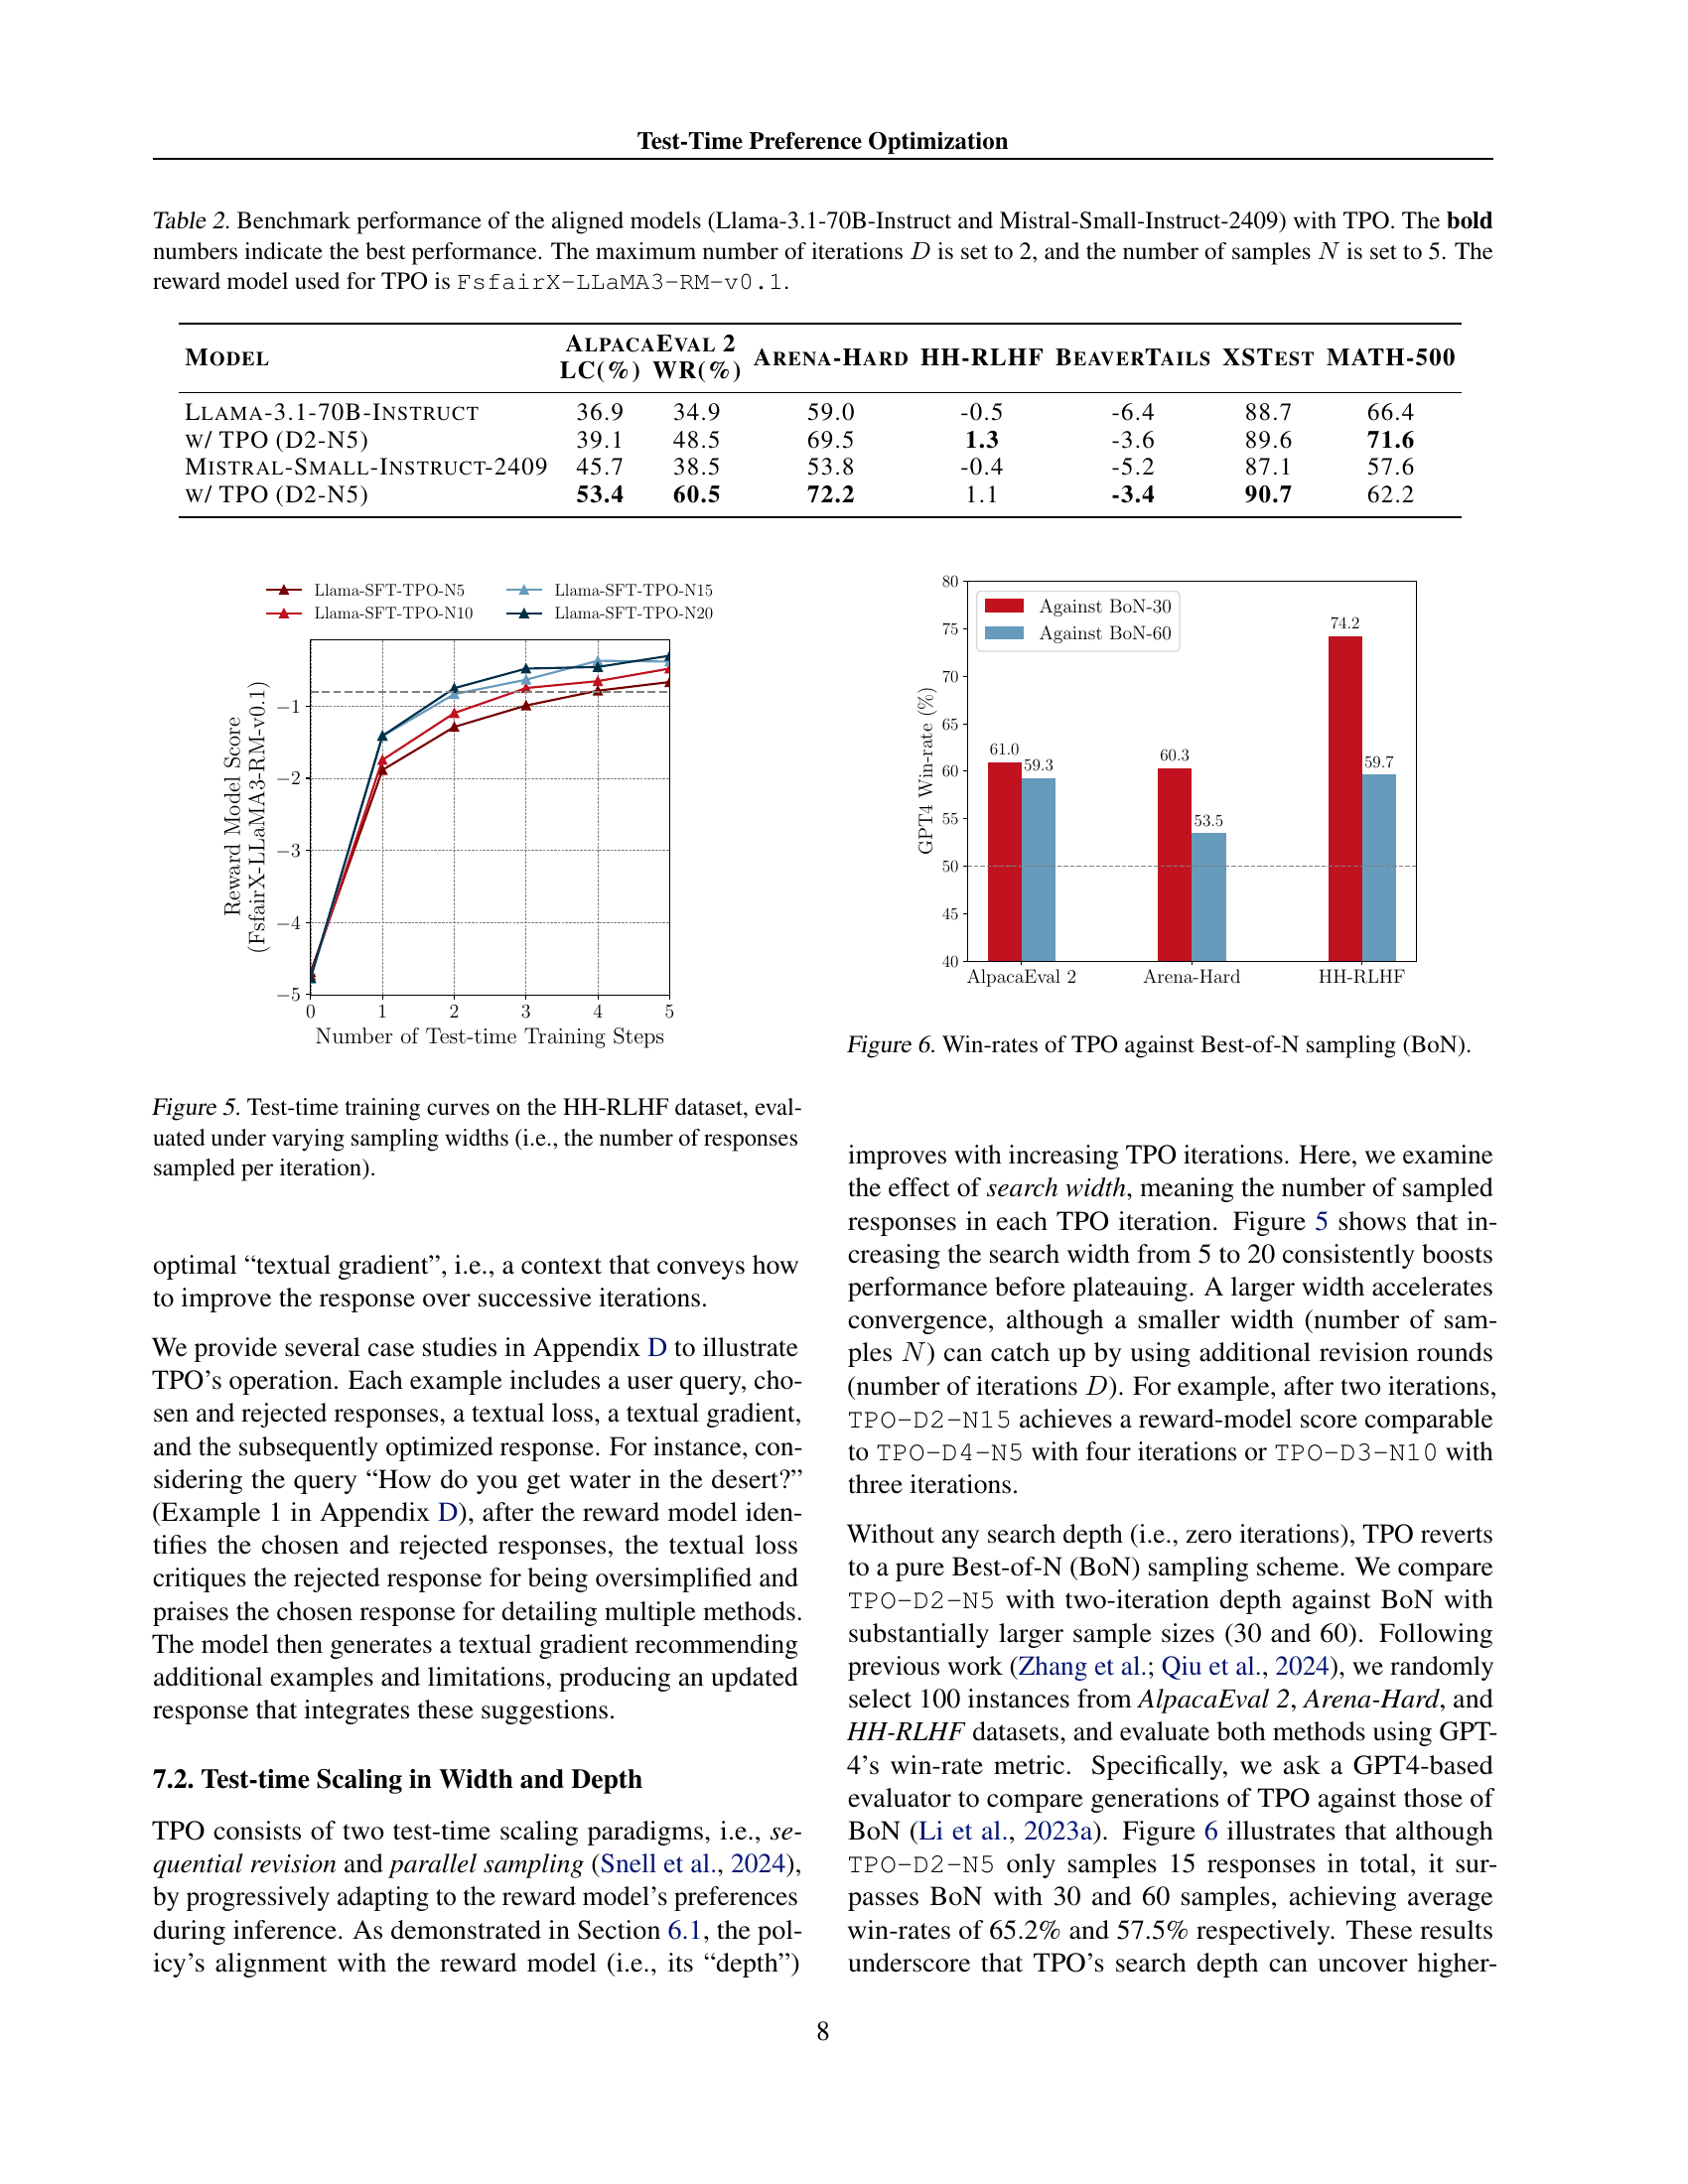 Test-Time Preference Optimization
Table 2. Benchmark performance of the aligned models (Llama-3.1-70B-Instruct and Mistral-Small-Instruct-2409) with TPO. The bold
numbers indicate the best performance. The maximum number of iterations D is set to 2, and the number of samples N is set to 5. The
reward model used for TPO is FsfairX-LLaMA3-RM-v0.1.
MODEL ALPACAEVAL 2 ARENA-HARD HH-RLHF BEAVERTAILS XSTEST MATH-500
LC(%) WR(%)
LLAMA-3.1-70B-INSTRUCT 36.9 34.9 59.0 -0.5 -6.4 88.7 66.4
W/ TPO (D2-N5) 39.1 48.5 69.5 1.3 -3.6 89.6 71.6
MISTRAL-SMALL-INSTRUCT-2409 45.7 38.5 53.8 -0.4 -5.2 87.1 57.6
W/ TPO (D2-N5) 53.4 60.5 72.2 1.1 -3.4 90.7 62.2
Llama-SFT-TPO-N5 Llama-SFT-TPO-N15
Llama-SFT-TPO-N10 Llama-SFT-TPO-N20
Reward Model Score
(FsfairX-LLaMA3-RM-v0.1)
−1
−2
−3
−4
−5
0 1 2 3 4 5
Number of Test-time Training Steps
Figure 5. Test-time training curves on the HH-RLHF dataset, eval-
uated under varying sampling widths (i.e., the number of responses
sampled per iteration).
optimal “textual gradient”, i.e., a context that conveys how
to improve the response over successive iterations.
We provide several case studies in Appendix D to illustrate
TPO’s operation. Each example includes a user query, cho-
sen and rejected responses, a textual loss, a textual gradient,
and the subsequently optimized response. For instance, con-
sidering the query “How do you get water in the desert?”
(Example 1 in Appendix D), after the reward model iden-
tifies the chosen and rejected responses, the textual loss
critiques the rejected response for being oversimplified and
praises the chosen response for detailing multiple methods.
The model then generates a textual gradient recommending
additional examples and limitations, producing an updated
response that integrates these suggestions.
7.2. Test-time Scaling in Width and Depth
TPO consists of two test-time scaling paradigms, i.e., se-
quential revision and parallel sampling (Snell et al., 2024),
by progressively adapting to the reward model’s preferences
during inference. As demonstrated in Section 6.1, the pol-
icy’s alignment with the reward model (i.e., its “depth”)
GPT4 Win-rate (%)
80
75
70
65
60
55
50
45
40
Against BoN-30
Against BoN-60
61.0 59.3
60.3 53.5
74.2 59.7
AlpacaEval 2 Arena-Hard HH-RLHF
Figure 6. Win-rates of TPO against Best-of-N sampling (BoN).
improves with increasing TPO iterations. Here, we examine
the effect of search width, meaning the number of sampled
responses in each TPO iteration. Figure 5 shows that in-
creasing the search width from 5 to 20 consistently boosts
performance before plateauing. A larger width accelerates
convergence, although a smaller width (number of sam-
ples N) can catch up by using additional revision rounds
(number of iterations D). For example, after two iterations,
TPO-D2-N15 achieves a reward-model score comparable
to TPO-D4-N5 with four iterations or TPO-D3-N10 with
three iterations.
Without any search depth (i.e., zero iterations), TPO reverts
to a pure Best-of-N (BoN) sampling scheme. We compare
TPO-D2-N5 with two-iteration depth against BoN with
substantially larger sample sizes (30 and 60). Following
previous work (Zhang et al.; Qiu et al., 2024), we randomly
select 100 instances from AlpacaEval 2, Arena-Hard, and
HH-RLHF datasets, and evaluate both methods using GPT-
4’s win-rate metric. Specifically, we ask a GPT4-based
evaluator to compare generations of TPO against those of
BoN (Li et al., 2023a). Figure 6 illustrates that although
TPO-D2-N5 only samples 15 responses in total, it sur-
passes BoN with 30 and 60 samples, achieving average
win-rates of 65.2% and 57.5% respectively. These results
underscore that TPO’s search depth can uncover higher-
8